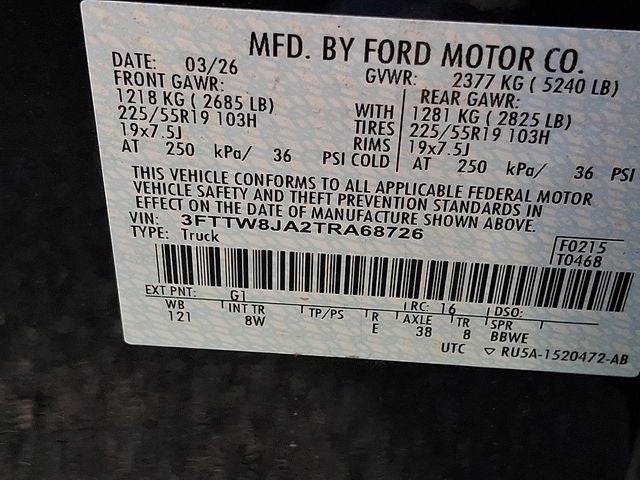 MFD. BY FORD MOTOR CO.
DATE: 03/26 GVWR: 2377 KG ( 5240 LB)
FRONT GAWR: REAR GAWR:
1218 KG ( 2685 LB) WITH 1281 KG ( 2825 LB)
225/55R19 103H TIRES 225/55R19 103H
19x7.5J RIMS 19x7.5J
AT 250 kPa/ 36 PSI COLD AT 250 kPa/ 36 PSI
THIS VEHICLE CONFORMS TO ALL APPLICABLE FEDERAL MOTOR
VEHICLE SAFETY AND THEFT PREVENTION STANDARDS IN
EFFECT ON THE DATE OF MANUFACTURE SHOWN ABOVE.
VIN: 3FTTW8JA2TRA68726
TYPE: Truck
F0215
T0468
EXT PNT: G1 RC: 16 DSO:
WB INT TR TP/PS R AXLE TR SPR
121 8W E 38 8 BBWE
UTC ▽ RU5A-1520472-AB